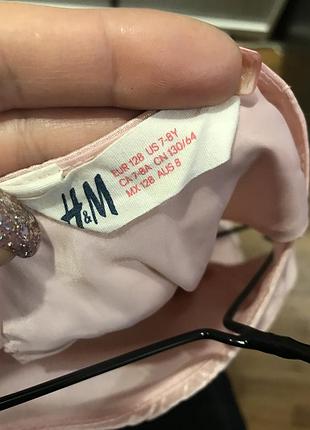 EUR 128 US 7-8Y
CA 7-8A CN 130/64
MX 128 AUS 8
H&M